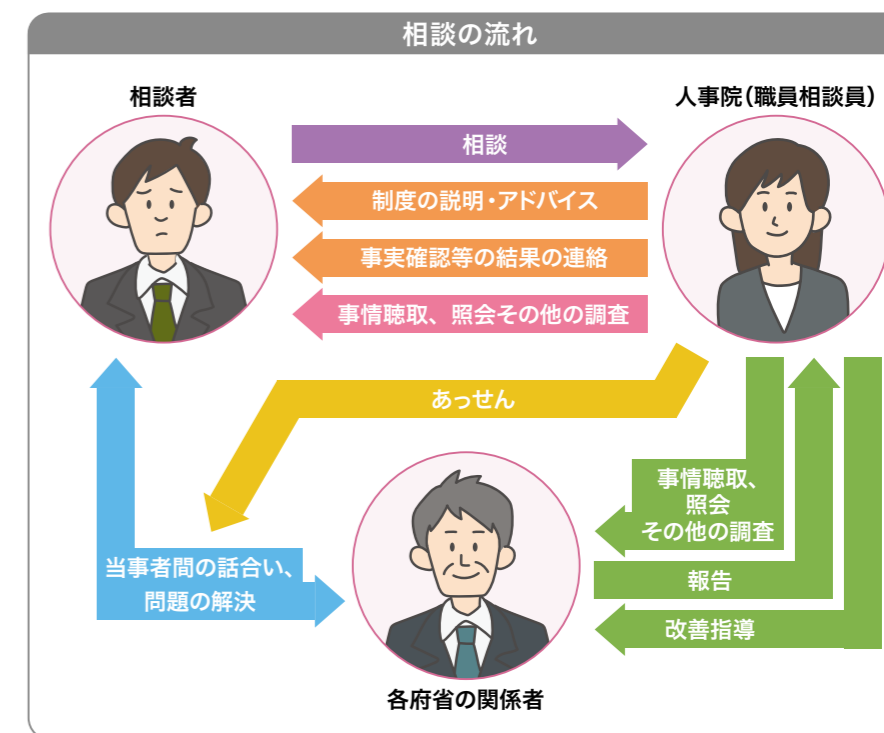 相談の流れ
相談者
人事院(職員相談員)
相談
制度の説明・アドバイス
事実確認等の結果の連絡
事情聴取、照会その他の調査
あっせん
事情聴取、
照会
その他の調査
当事者間の話合い、
問題の解決
報告
改善指導
各府省の関係者